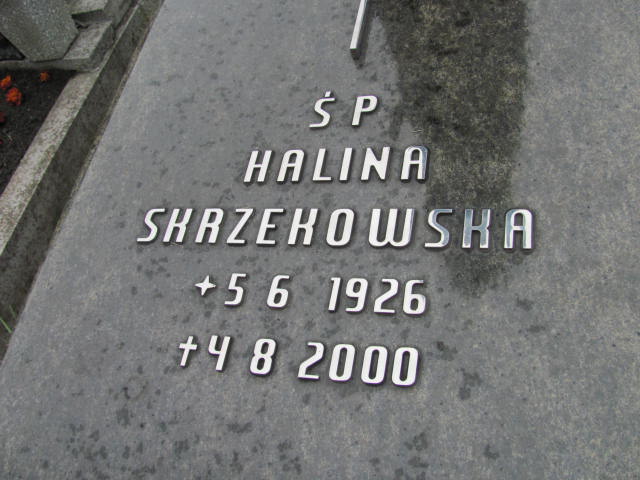 ŚP
HALINA
SKRZEKOWSKA
+5 6 1926
†4 8 2000